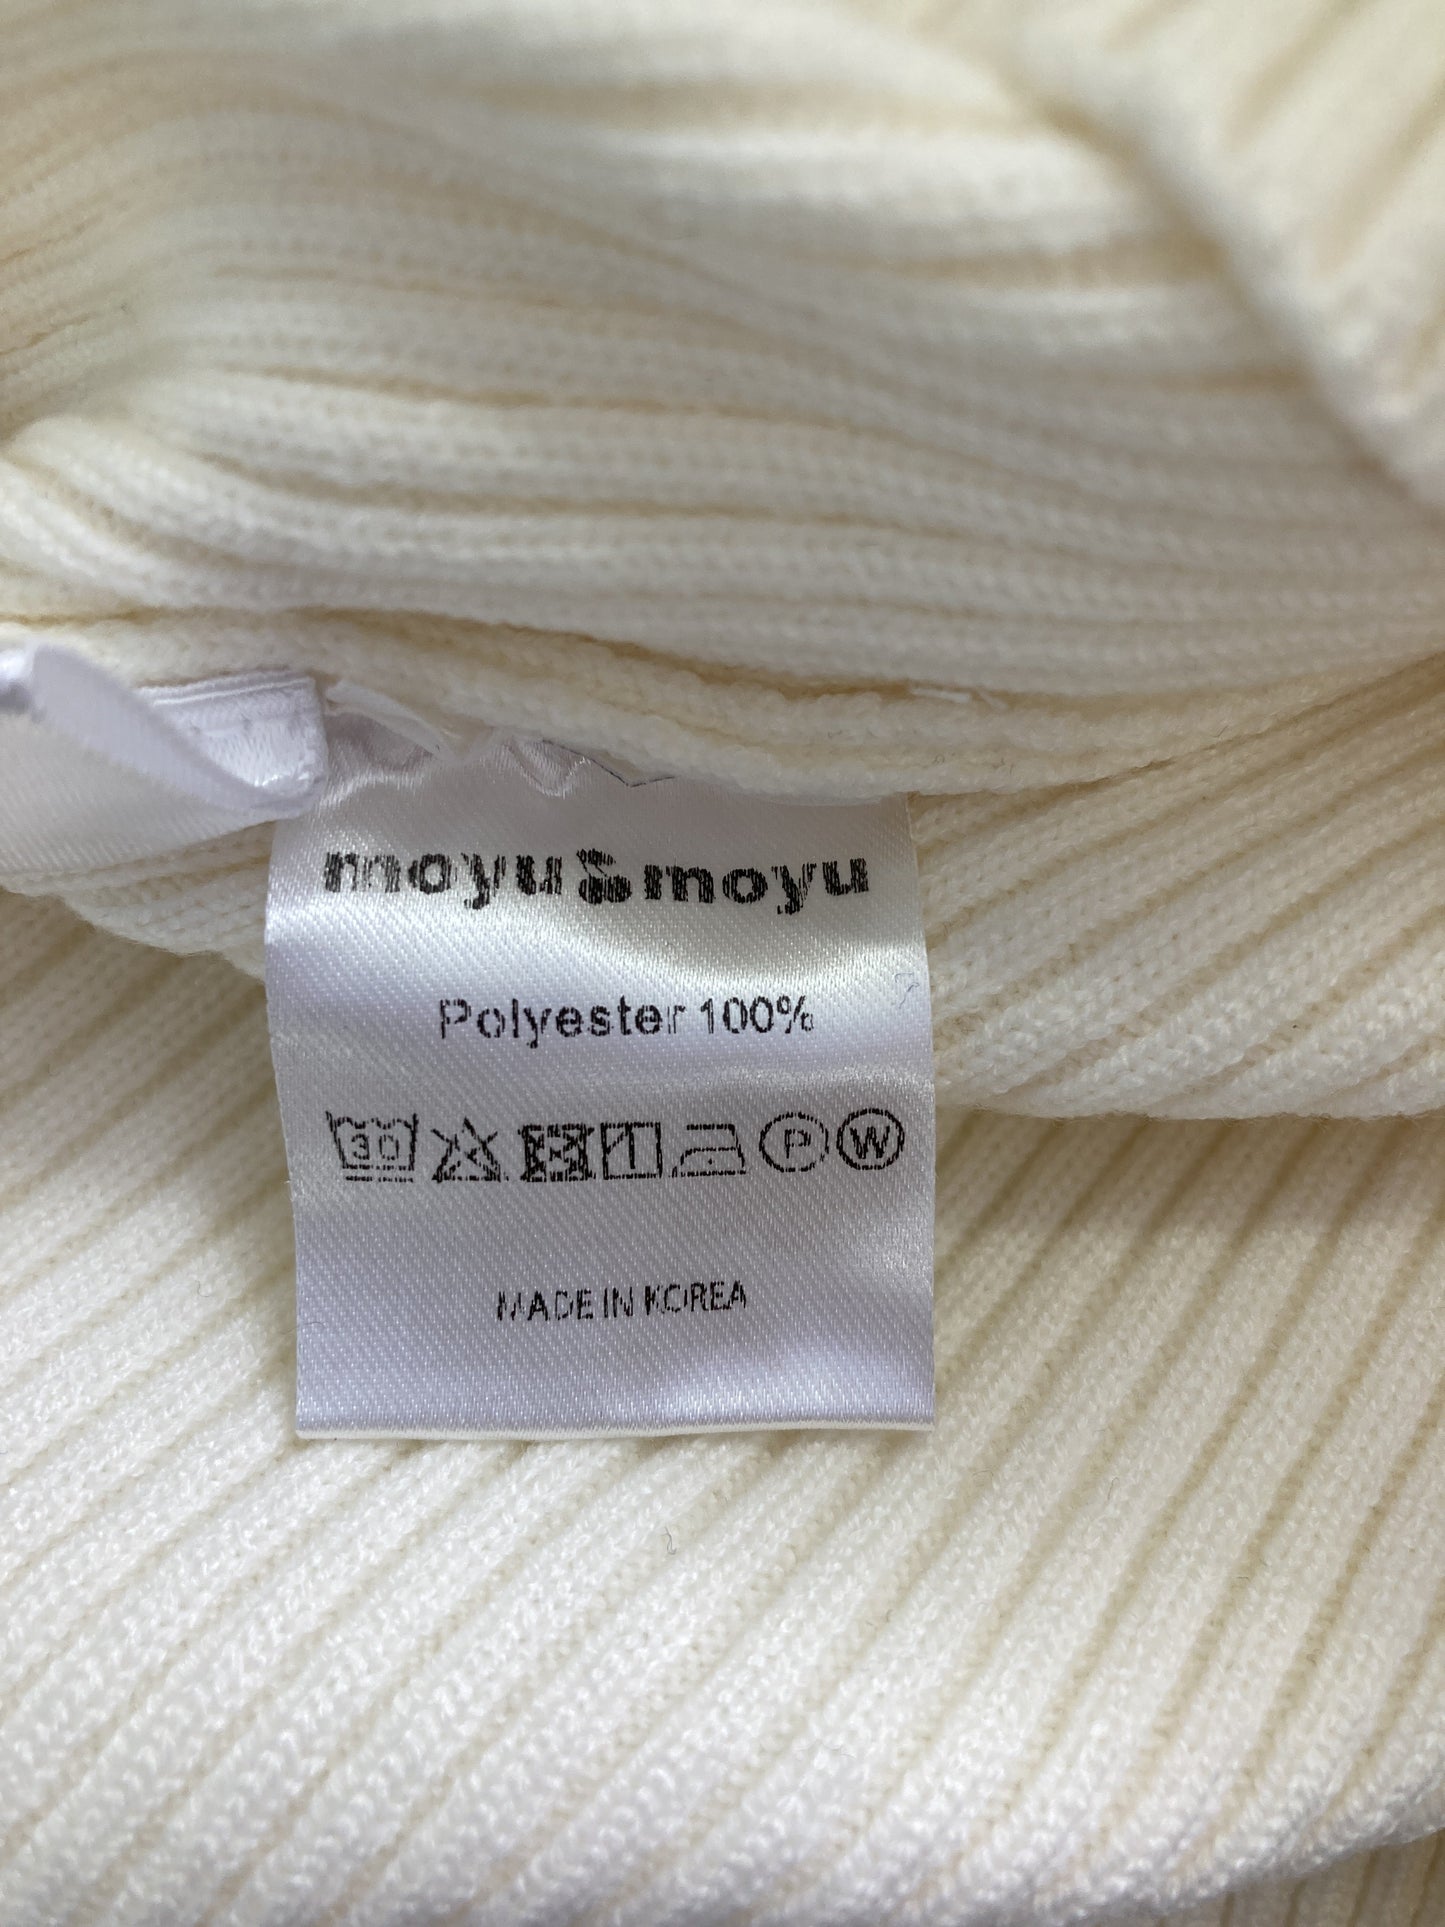 moyu&moyu
Polyester 100%
30 P W
MADE IN KOREA